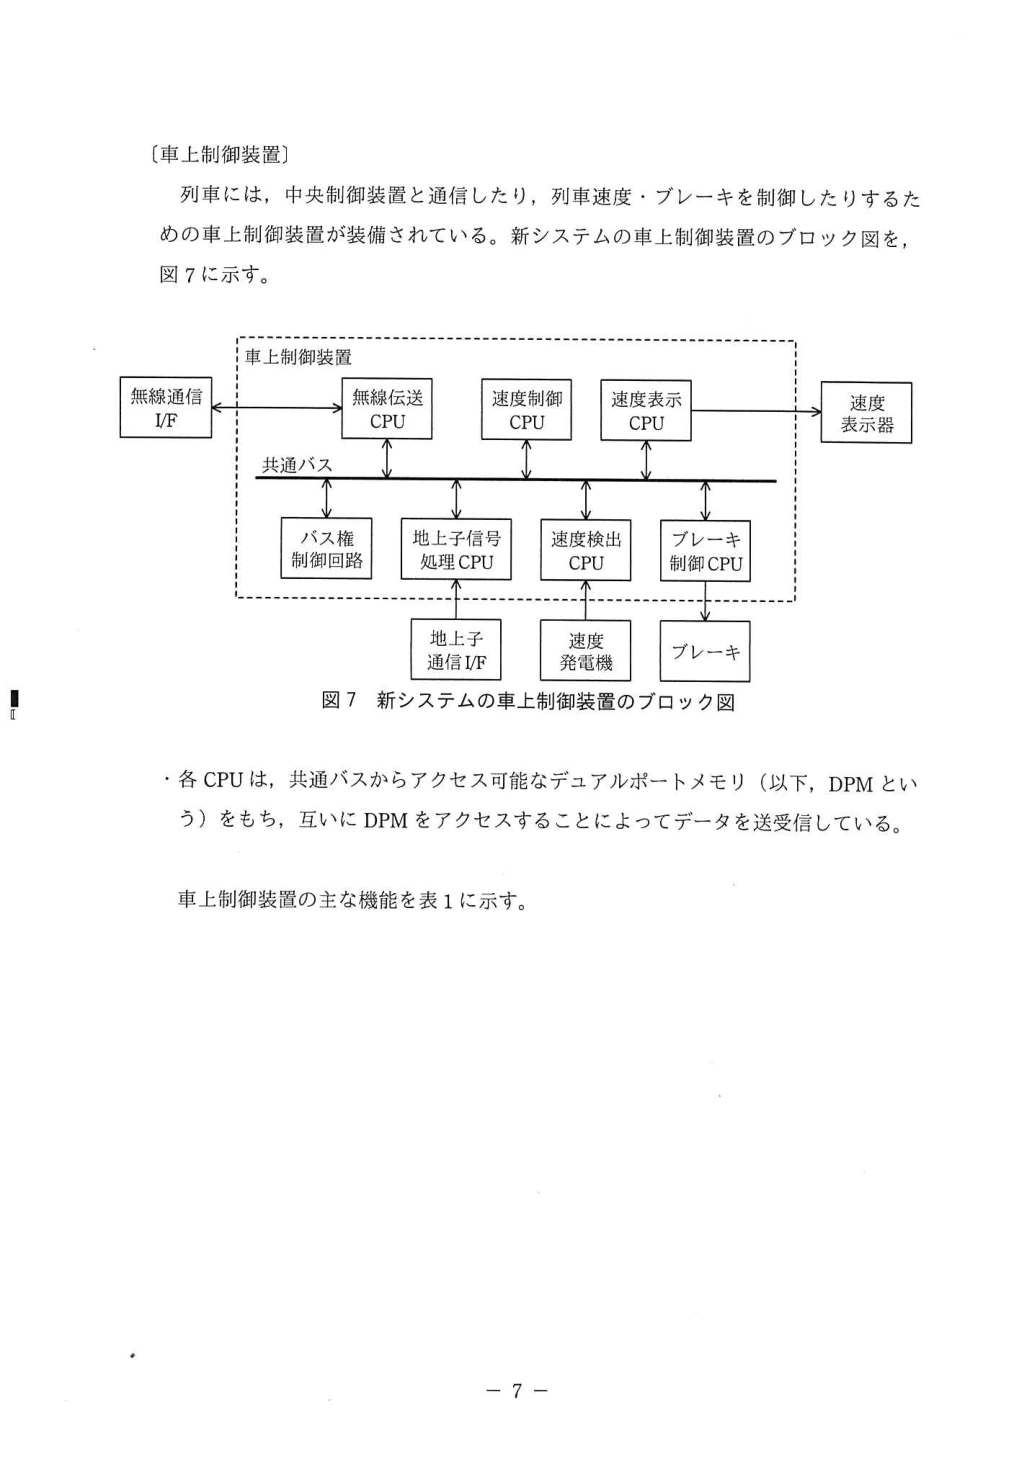 〔車上制御装置〕
列車には，中央制御装置と通信したり，列車速度・ブレーキを制御したりするた
めの車上制御装置が装備されている。新システムの車上制御装置のブロック図を，
図7に示す。
車上制御装置
無線通信
I/F
無線伝送
CPU
速度制御
CPU
速度表示
CPU
速度
表示器
共通バス
バス権
制御回路
地上子信号
処理CPU
速度検出
CPU
ブレーキ
制御CPU
地上子
通信I/F
速度
発電機
ブレーキ
図7　新システムの車上制御装置のブロック図
・各CPUは，共通バスからアクセス可能なデュアルポートメモリ（以下，DPMとい
う）をもち，互いにDPMをアクセスすることによってデータを送受信している。
車上制御装置の主な機能を表1に示す。
－ 7 －